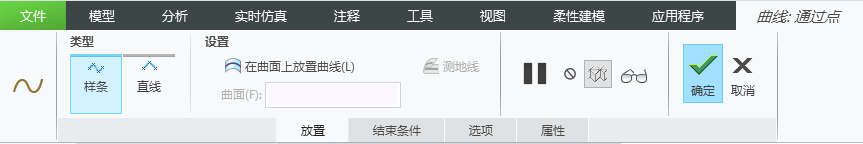 文件 模型 分析 实时仿真 注释 工具 视图 柔性建模 应用程序 曲线: 通过点
类型 设置
样条 直线 在曲面上放置曲线(L) 测地线
曲面(F):
确定 取消
放置 结束条件 选项 属性